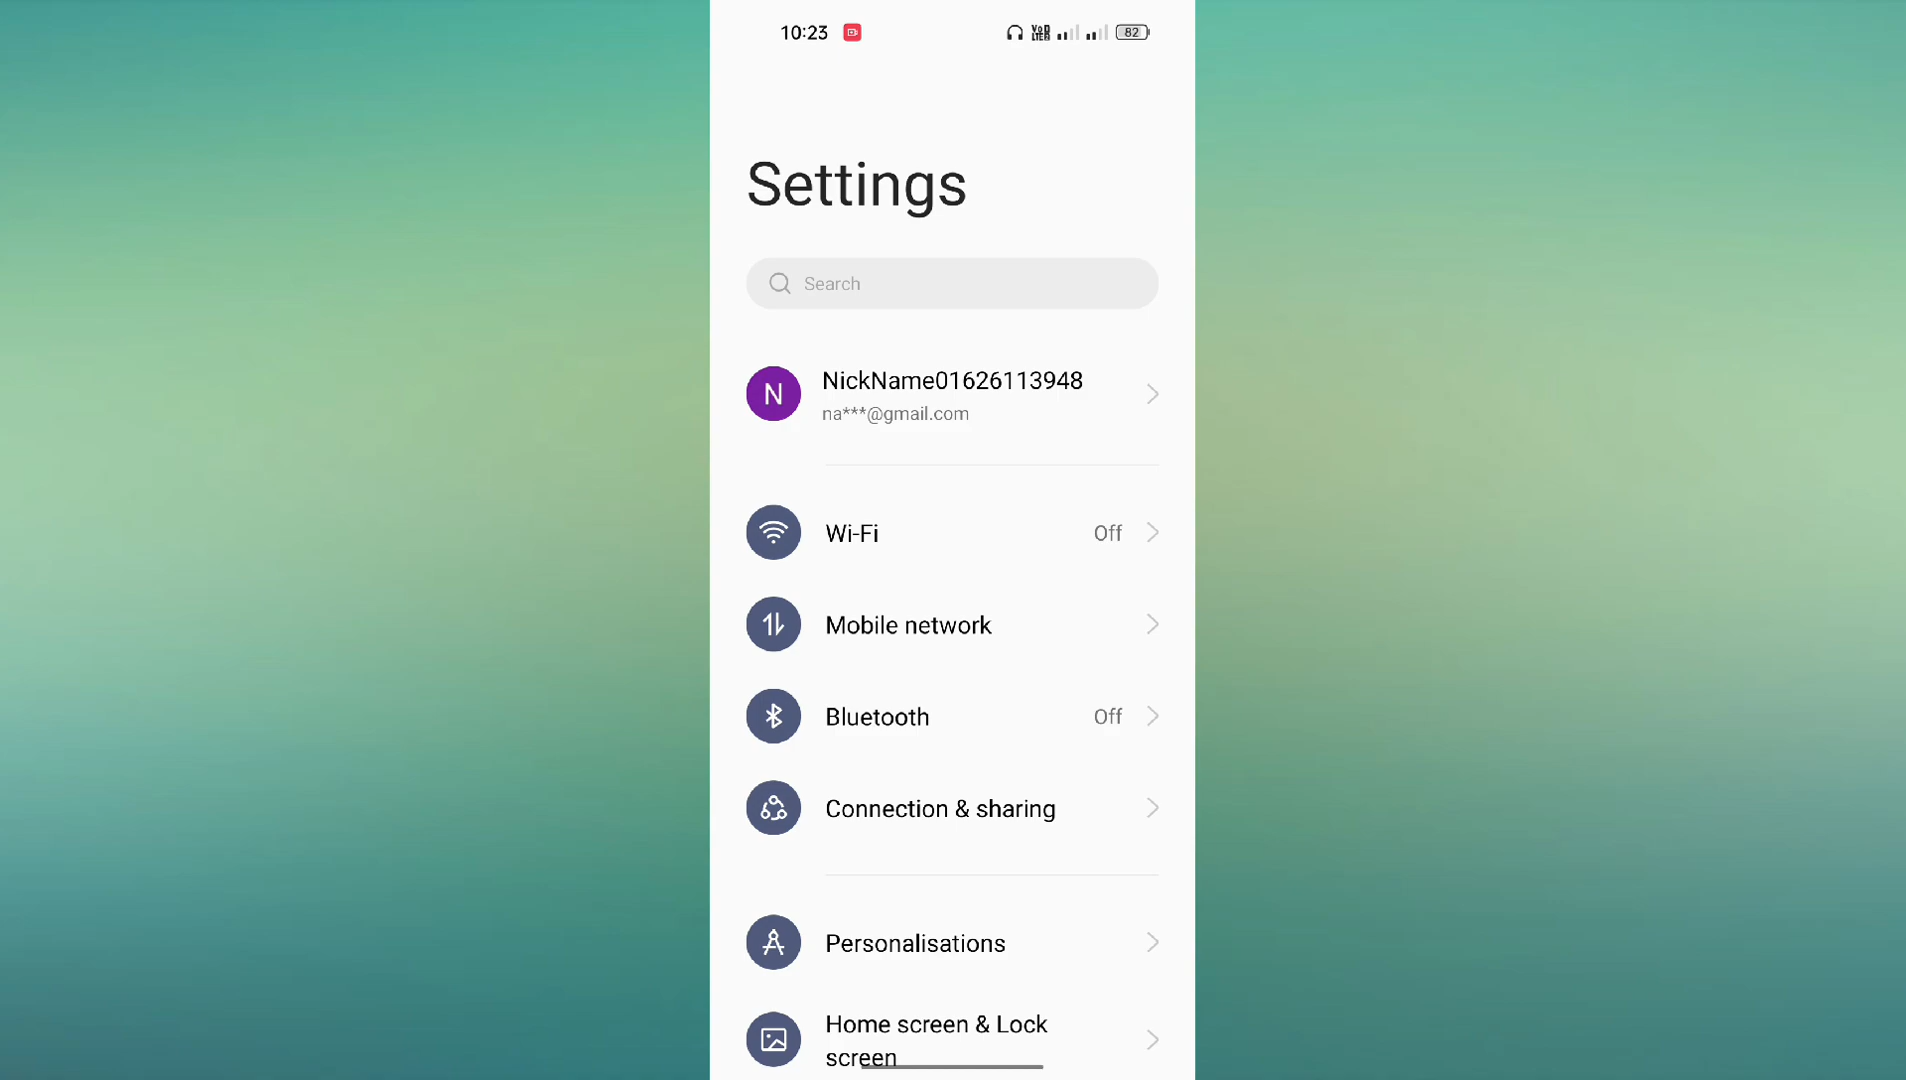 10:23 82
Settings
Search
N
NickName01626113948
na***@gmail.com
Wi-Fi Off
Mobile network
Bluetooth Off
Connection & sharing
Personalisations
Home screen & Lock
screen